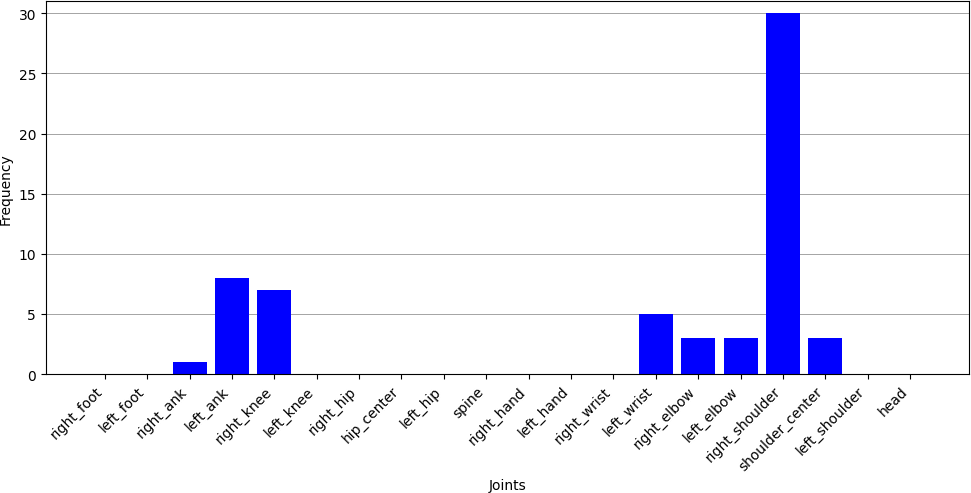 Frequency
30
25
20
15
10
5
0
right_foot
left_foot
right_ank
left_ank
right_knee
left_knee
right_hip
hip_center
left_hip
spine
right_hand
left_hand
right_wrist
left_wrist
right_elbow
left_elbow
right_shoulder
shoulder_center
left_shoulder
head
Joints